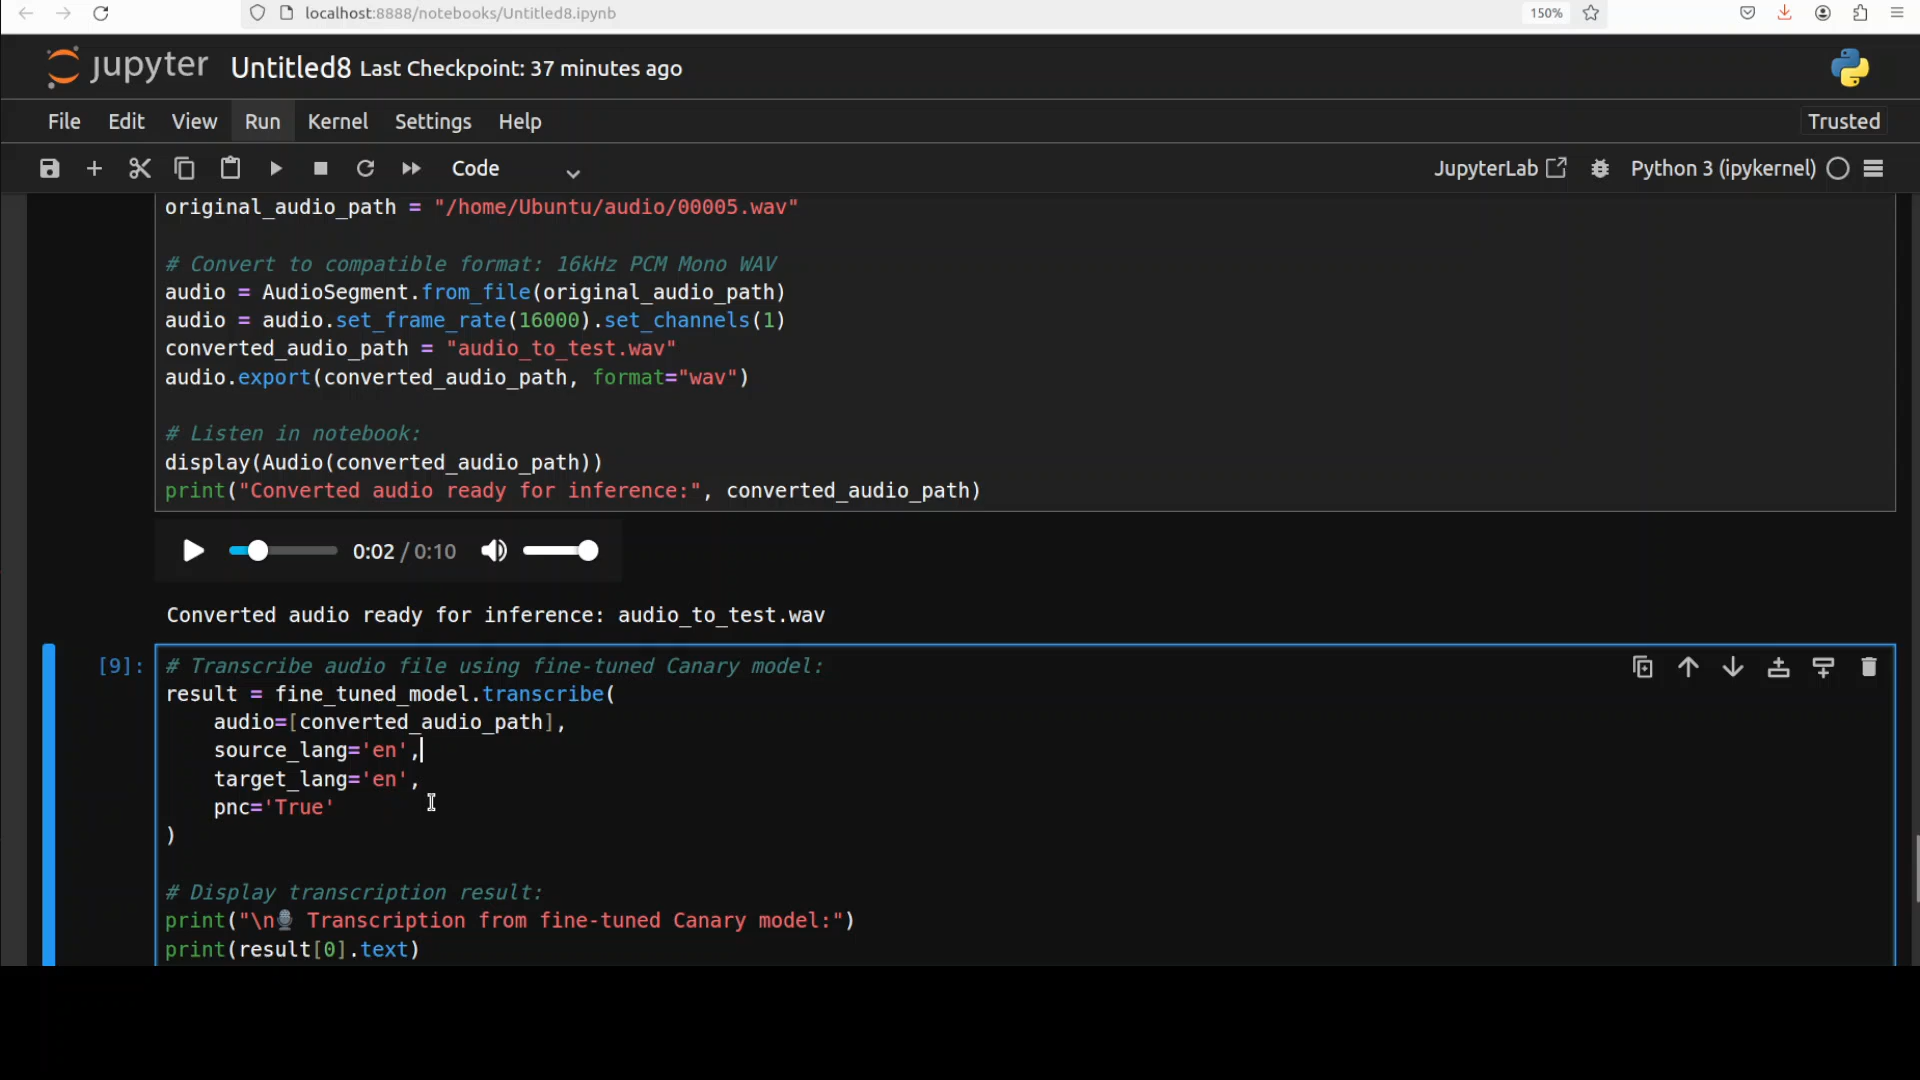 localhost:8888/notebooks/Untitled8.ipynb
150%
jupyter Untitled8 Last Checkpoint: 37 minutes ago
File Edit View Run Kernel Settings Help
Trusted
Code
JupyterLab
Python 3 (ipykernel)
original_audio_path = "/home/Ubuntu/audio/00005.wav"
# Convert to compatible format: 16kHz PCM Mono WAV
audio = AudioSegment.from_file(original_audio_path)
audio = audio.set_frame_rate(16000).set_channels(1)
converted_audio_path = "audio_to_test.wav"
audio.export(converted_audio_path, format="wav")
# Listen in notebook:
display(Audio(converted_audio_path))
print("Converted audio ready for inference:", converted_audio_path)
0:02 / 0:10
Converted audio ready for inference: audio_to_test.wav
[9]:
# Transcribe audio file using fine-tuned Canary model:
result = fine_tuned_model.transcribe(
    audio=[converted_audio_path],
    source_lang='en',
    target_lang='en',
    pnc='True'
)
# Display transcription result:
print("\n🎙 Transcription from fine-tuned Canary model:")
print(result[0].text)